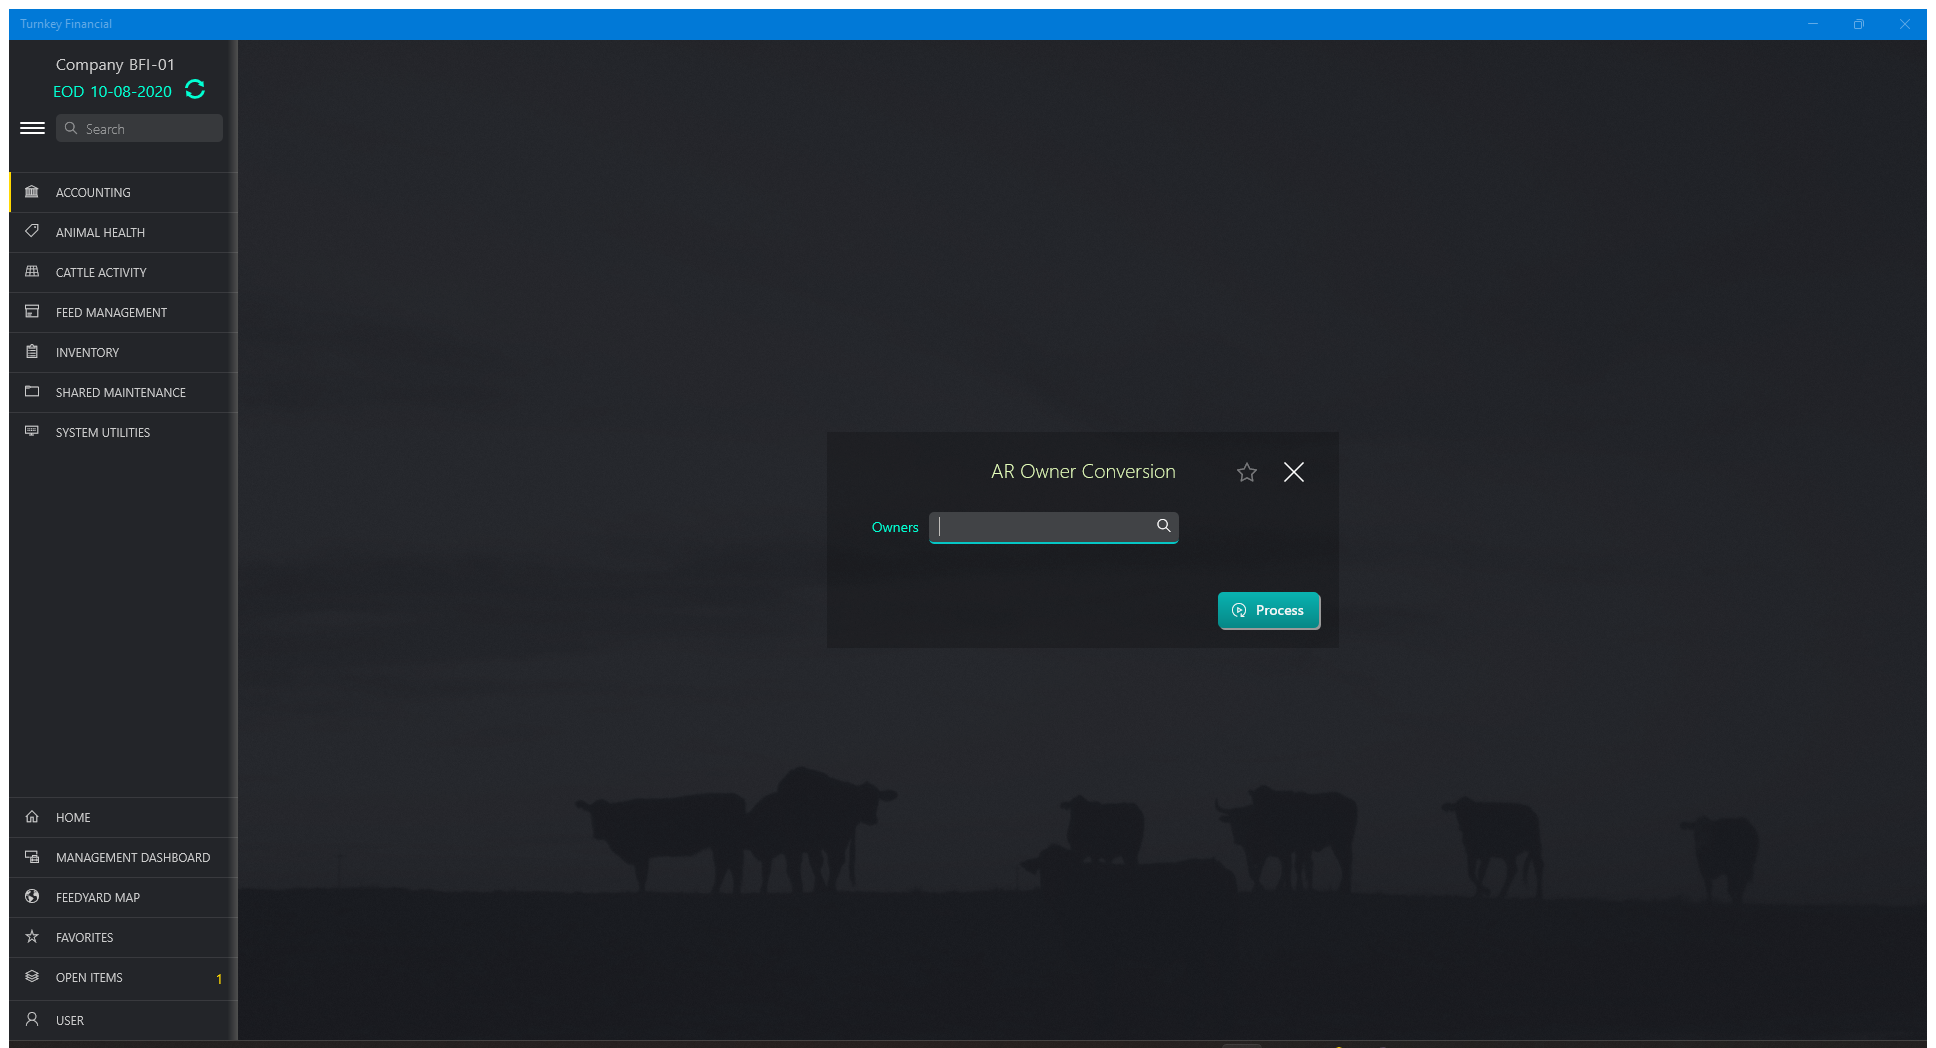 Turnkey Financial
Company BFI-01
EOD 10-08-2020
Search
ACCOUNTING
ANIMAL HEALTH
CATTLE ACTIVITY
FEED MANAGEMENT
INVENTORY
SHARED MAINTENANCE
SYSTEM UTILITIES
AR Owner Conversion
Owners
Process
HOME
MANAGEMENT DASHBOARD
FEEDYARD MAP
FAVORITES
OPEN ITEMS 1
USER